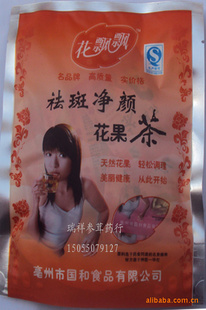 花飘飘
名品牌 高质量 实价格
祛斑净颜
花果茶
天然花果 轻松调理
美丽健康 从此开始
瑞祥参茸药行
15055079127
亳州市国和食品有限公司
alibaba.com.cn